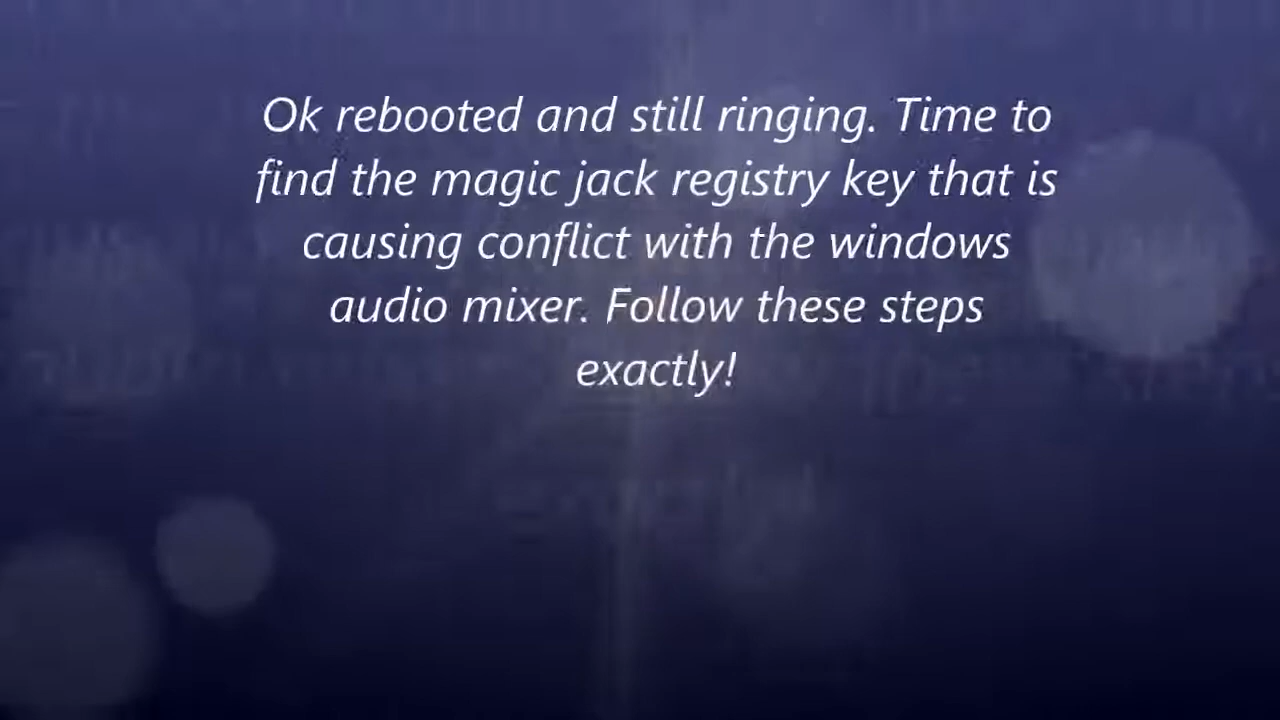 Ok rebooted and still ringing. Time to
find the magic jack registry key that is
causing conflict with the windows
audio mixer. Follow these steps
exactly!